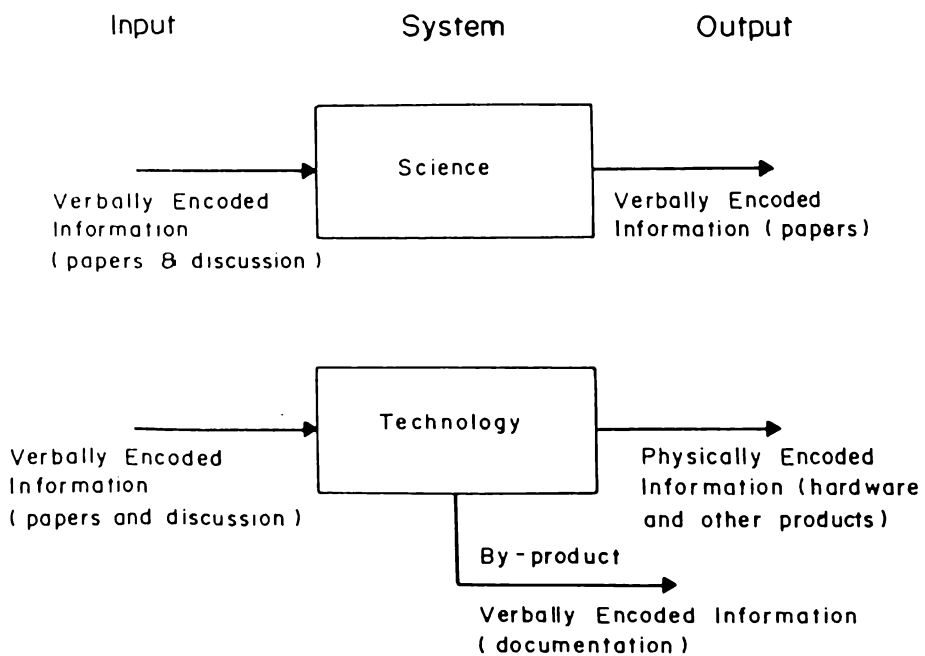 Input System Output
Science
Verbally Encoded
Information
(papers & discussion)
Verbally Encoded
Information (papers)
Technology
Verbally Encoded
Information
(papers and discussion)
Physically Encoded
Information (hardware
and other products)
By-product
Verbally Encoded Information
(documentation)